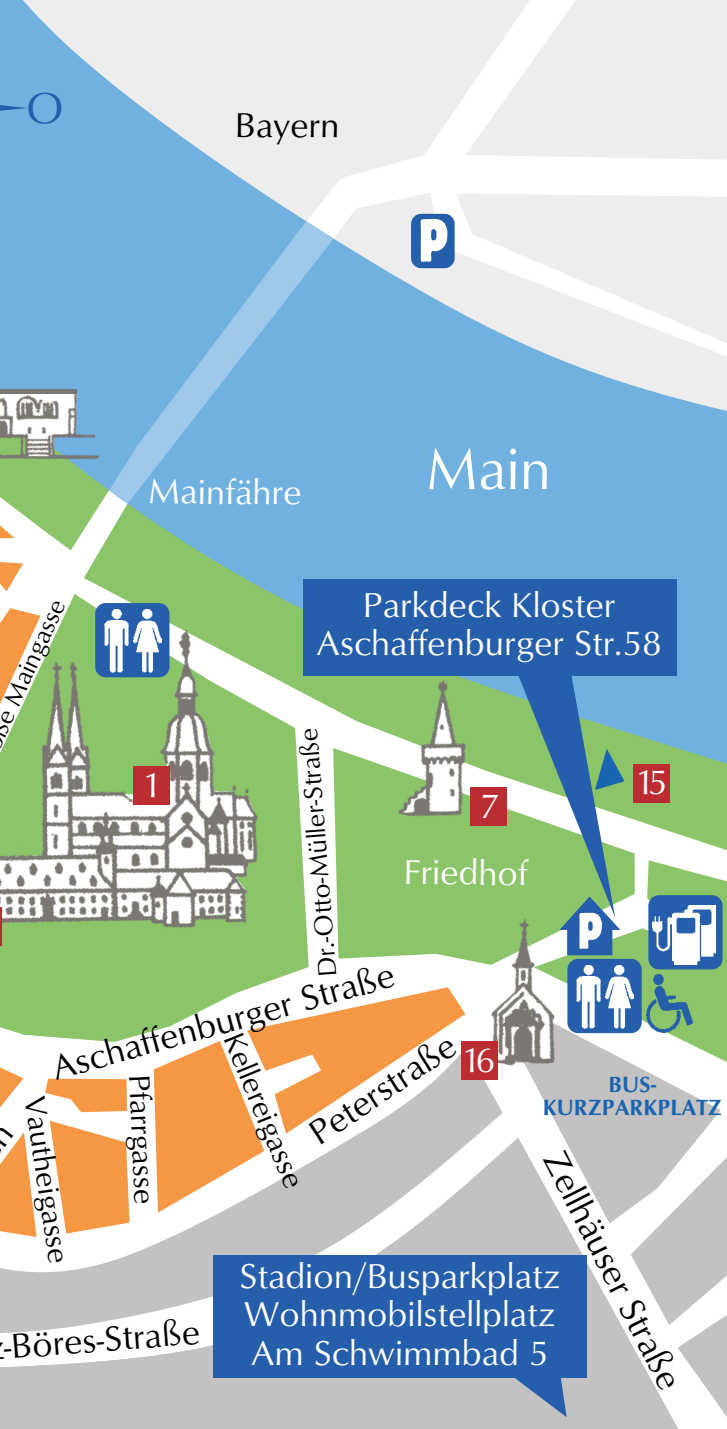 O
Bayern
P
Main
Mainfähre
Parkdeck Kloster
Aschaffenburger Str.58
Maingasse
1
15
7
Dr.-Otto-Müller-Straße
Friedhof
P
Aschaffenburger Straße
16
Kellereigasse
Peterstraße
Pfarrgasse
Vautheigasse
BUS-
KURZPARKPLATZ
Zellhäuser Straße
Stadion/Busparkplatz
Wohnmobilstellplatz
Am Schwimmbad 5
-Böres-Straße